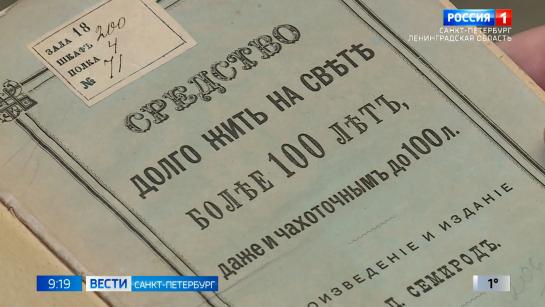 РОССИЯ 1
САНКТ-ПЕТЕРБУРГ
ЛЕНИНГРАДСКАЯ ОБЛАСТЬ
ЗАЛА 18
ШКАФЪ 200
ПОЛКА 4
№ 71
СРЕДСТВО
ДОЛГО ЖИТЬ НА СВѢТѢ
БОЛѢЕ 100 ЛѢТЪ,
даже и чахоточнымъ до 100 л.
РОИЗВЕДЕНІЕ И ИЗДАНІЕ
П. СЕМИРОДЪ.
9:19 ВЕСТИ САНКТ-ПЕТЕРБУРГ
1°